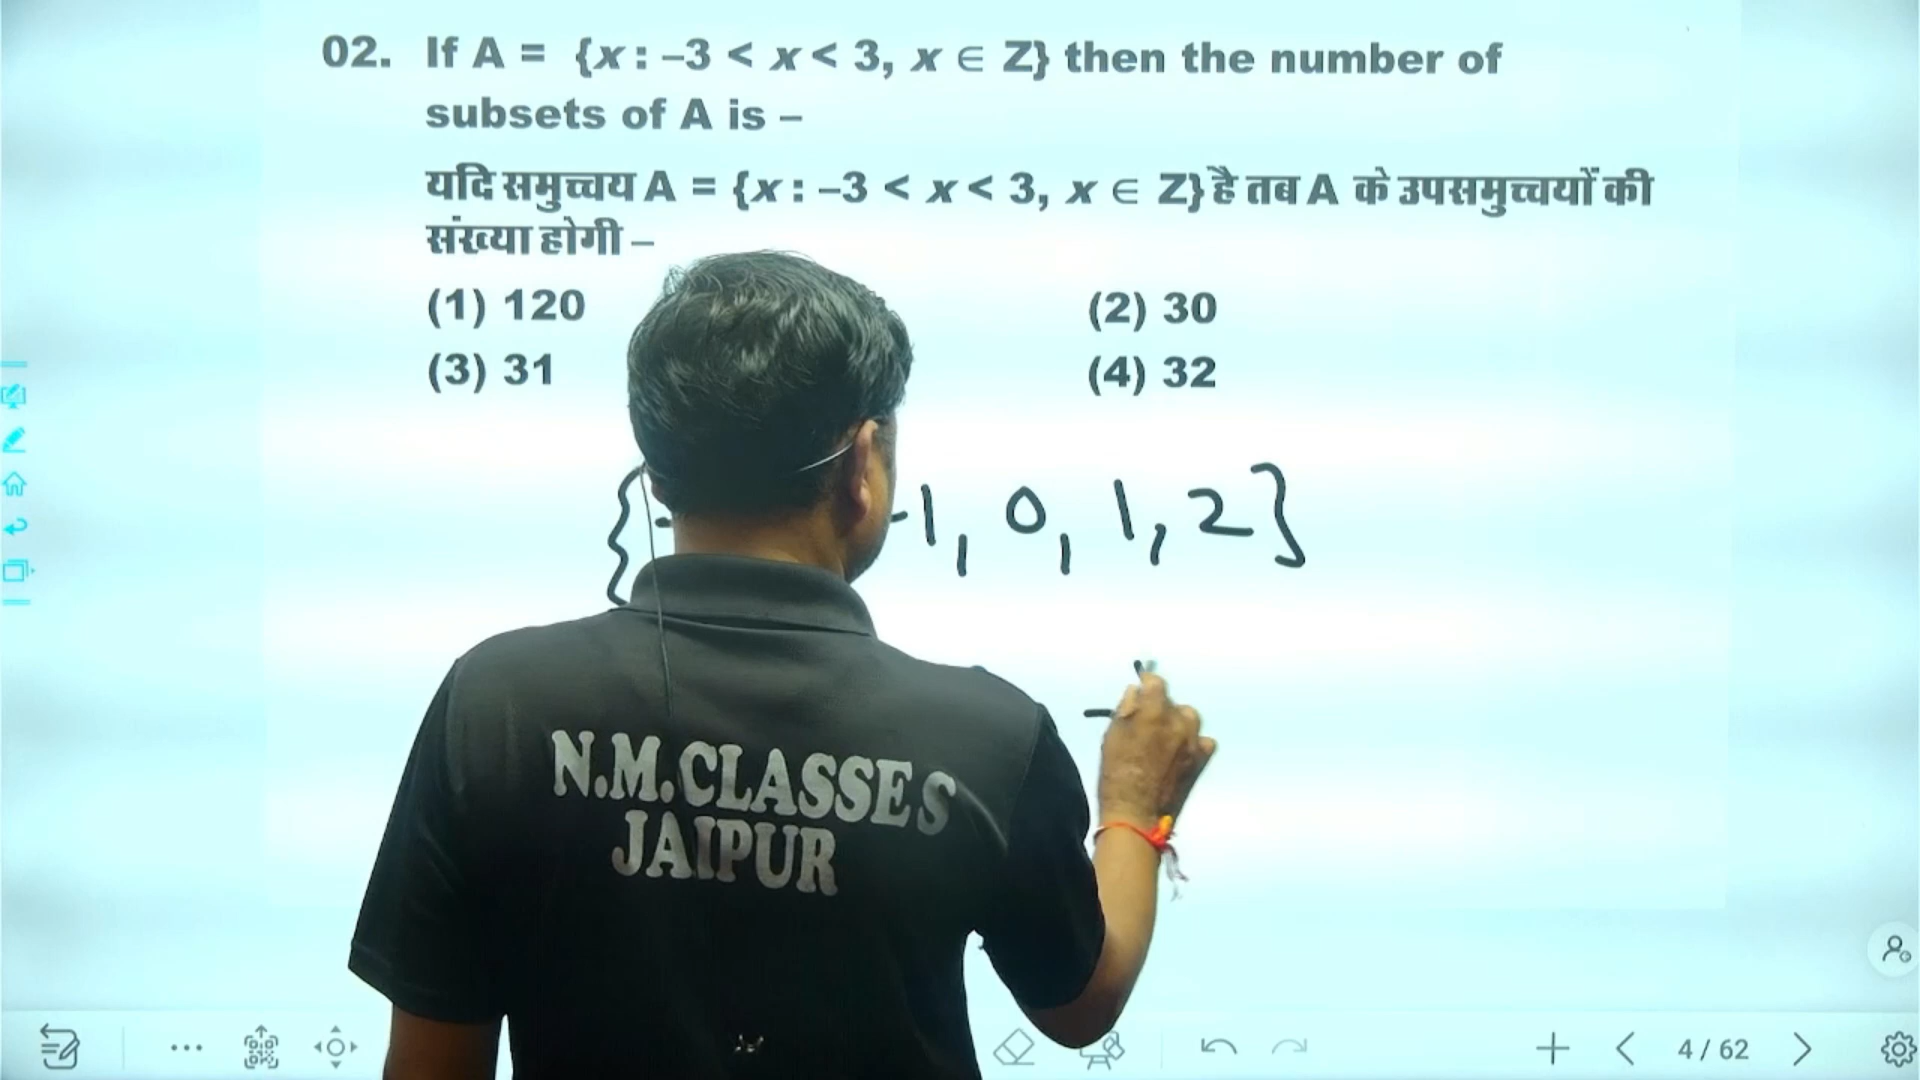 02. If A = {x : –3 < x < 3, x ∈ Z} then the number of
subsets of A is –
यदि समुच्चय A = {x : –3 < x < 3, x ∈ Z} है तब A के उपसमुच्चयों की
संख्या होगी –
(1) 120 (2) 30
(3) 31 (4) 32
{- -1, 0, 1, 2}
N.M.CLASSES
JAIPUR
4 / 62